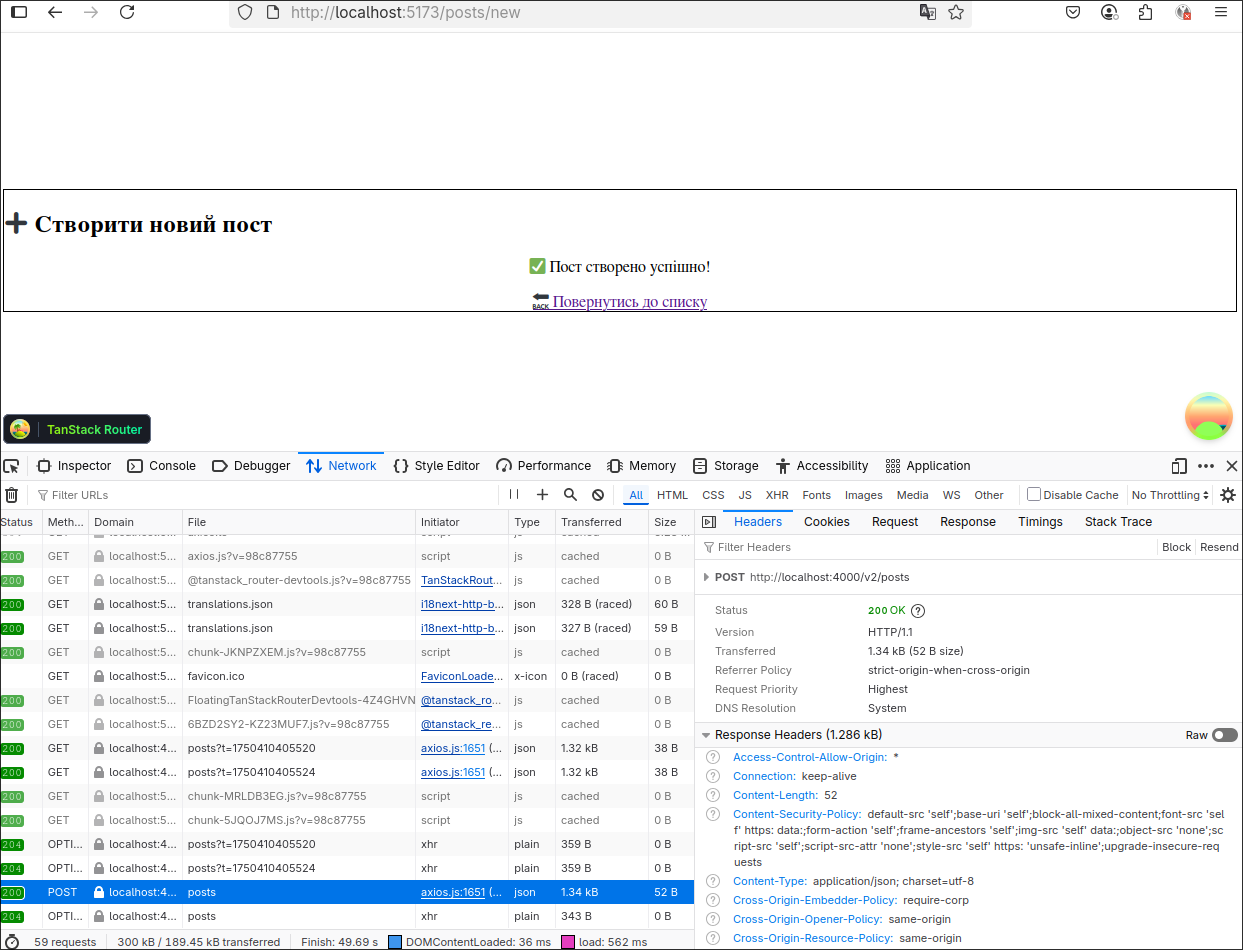 http://localhost:5173/posts/new
Створити новий пост
✅ Пост створено успішно!
BACK Повернутись до списку
TanStack Router
Inspector Console Debugger Network Style Editor Performance Memory Storage Accessibility Application
Filter URLs All HTML CSS JS XHR Fonts Images Media WS Other Disable Cache No Throttling
Status Meth... Domain File Initiator Type Transferred Size
200 GET localhost:5... axios.js?v=98c87755 script js cached 0 B
200 GET localhost:5... @tanstack_router-devtools.js?v=98c87755 TanStackRout... js cached 0 B
200 GET localhost:5... translations.json i18next-http-b... json 328 B (raced) 60 B
200 GET localhost:5... translations.json i18next-http-b... json 327 B (raced) 59 B
200 GET localhost:5... chunk-JKNPZXEM.js?v=98c87755 script js cached 0 B
GET localhost:5... favicon.ico FaviconLoade... x-icon 0 B (raced) 0 B
200 GET localhost:5... FloatingTanStackRouterDevtools-4Z4GHVN @tanstack_ro... js cached 0 B
200 GET localhost:5... 6BZD2SY2-KZ23MUF7.js?v=98c87755 @tanstack_re... js cached 0 B
200 GET localhost:4... posts?t=1750410405520 axios.js:1651 (... json 1.32 kB 38 B
200 GET localhost:4... posts?t=1750410405524 axios.js:1651 (... json 1.32 kB 38 B
200 GET localhost:5... chunk-MRLDB3EG.js?v=98c87755 script js cached 0 B
200 GET localhost:5... chunk-5JQOJ7MS.js?v=98c87755 script js cached 0 B
204 OPTI... localhost:4... posts?t=1750410405520 xhr plain 359 B 0 B
204 OPTI... localhost:4... posts?t=1750410405524 xhr plain 359 B 0 B
200 POST localhost:4... posts axios.js:1651 (... json 1.34 kB 52 B
204 OPTI... localhost:4... posts xhr plain 343 B 0 B
59 requests 300 kB / 189.45 kB transferred Finish: 49.69 s DOMContentLoaded: 36 ms load: 562 ms
Headers Cookies Request Response Timings Stack Trace
Filter Headers Block Resend
POST http://localhost:4000/v2/posts
Status 200 OK
Version HTTP/1.1
Transferred 1.34 kB (52 B size)
Referrer Policy strict-origin-when-cross-origin
Request Priority Highest
DNS Resolution System
Response Headers (1.286 kB) Raw
Access-Control-Allow-Origin: *
Connection: keep-alive
Content-Length: 52
Content-Security-Policy: default-src 'self';base-uri 'self';block-all-mixed-content;font-src 'sel
f' https: data:;form-action 'self';frame-ancestors 'self';img-src 'self' data:;object-src 'none';sc
ript-src 'self';script-src-attr 'none';style-src 'self' https: 'unsafe-inline';upgrade-insecure-req
uests
Content-Type: application/json; charset=utf-8
Cross-Origin-Embedder-Policy: require-corp
Cross-Origin-Opener-Policy: same-origin
Cross-Origin-Resource-Policy: same-origin